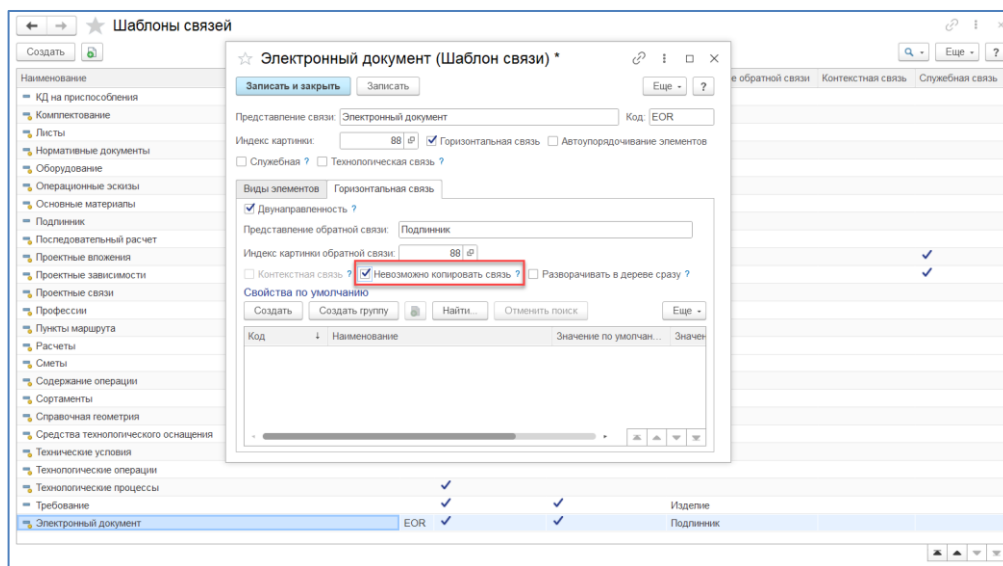 Шаблоны связей
Создать
Еще
?
Наименование
е обратной связи
Контекстная связь
Служебная связь
КД на приспособления
Комплектование
Листы
Нормативные документы
Оборудование
Операционные эскизы
Основные материалы
Подлинник
Последовательный расчет
Проектные вложения
Проектные зависимости
Проектные связи
Профессии
Пункты маршрута
Расчеты
Сметы
Содержание операции
Сортаменты
Справочная геометрия
Средства технологического оснащения
Технические условия
Технологические операции
Технологические процессы
Требование Изделие
Электронный документ EOR Подлинник
Электронный документ (Шаблон связи) *
Записать и закрыть Записать Еще ?
Представление связи: Электронный документ Код: EOR
Индекс картинки: 88 Горизонтальная связь Автоупорядочивание элементов
Служебная ? Технологическая связь ?
Виды элементов Горизонтальная связь
Двунаправленность ?
Представление обратной связи: Подлинник
Индекс картинки обратной связи: 88
Контекстная связь ? Невозможно копировать связь ? Разворачивать в дереве сразу ?
Свойства по умолчанию
Создать Создать группу Найти... Отменить поиск Еще
Код Наименование Значение по умолчан... Значен